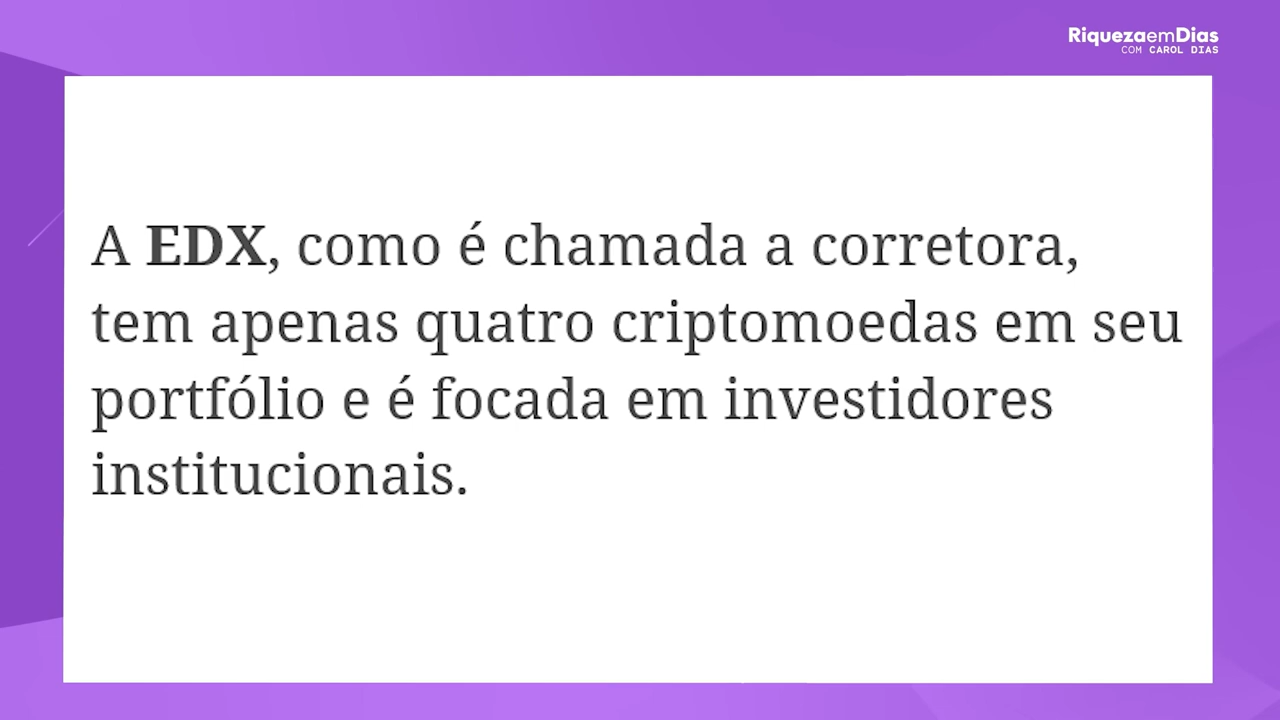 RiquezaemDias
COM CAROL DIAS
A EDX, como é chamada a corretora,
tem apenas quatro criptomoedas em seu
portfólio e é focada em investidores
institucionais.